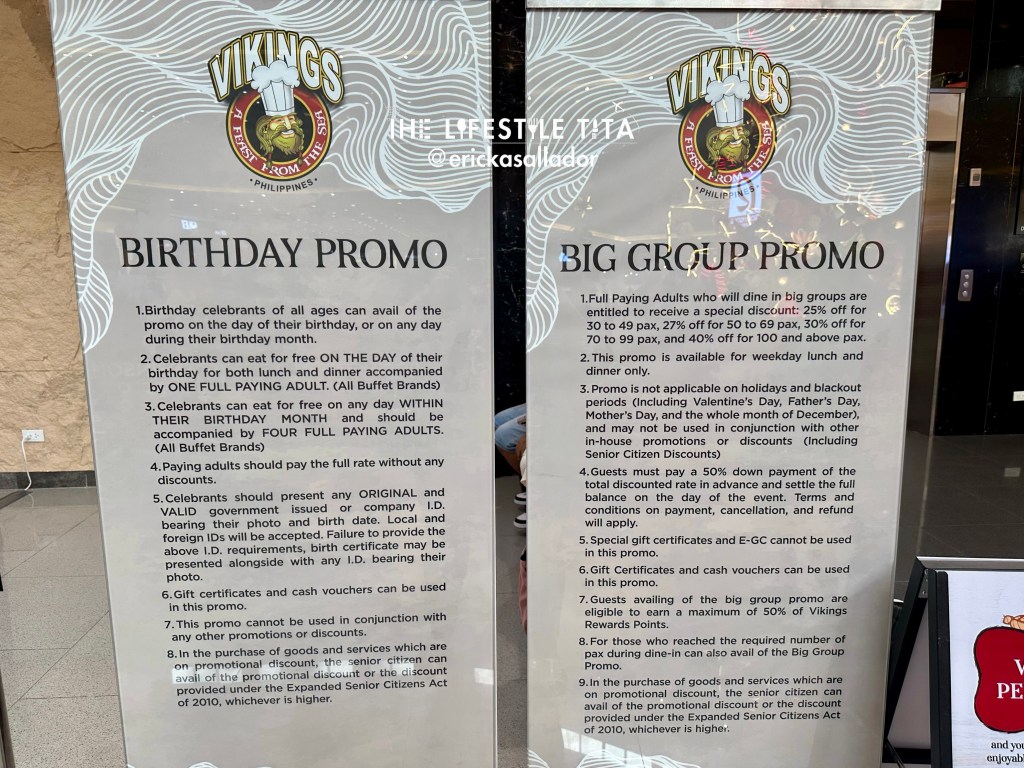 VIKINGS
A FEAST FROM THE SEA
• PHILIPPINES •
BIRTHDAY PROMO
1.Birthday celebrants of all ages can avail of the
promo on the day of their birthday, or on any day
during their birthday month.
2.Celebrants can eat for free ON THE DAY of their
birthday for both lunch and dinner accompanied
by ONE FULL PAYING ADULT. (All Buffet Brands)
3.Celebrants can eat for free on any day WITHIN
THEIR BIRTHDAY MONTH and should be
accompanied by FOUR FULL PAYING ADULTS.
(All Buffet Brands)
4.Paying adults should pay the full rate without any
discounts.
5.Celebrants should present any ORIGINAL and
VALID government issued or company I.D.
bearing their photo and birth date. Local and
foreign IDs will be accepted. Failure to provide the
above I.D. requirements, birth certificate may be
presented alongside with any I.D. bearing their
photo.
6.Gift certificates and cash vouchers can be used
in this promo.
7.This promo cannot be used in conjunction with
any other promotions or discounts.
8.In the purchase of goods and services which are
on promotional discount, the senior citizen can
avail of the promotional discount or the discount
provided under the Expanded Senior Citizens Act
of 2010, whichever is higher.
THE LIFESTYLE TITA
@erickasallador
VIKINGS
A FEAST FROM THE SEA
• PHILIPPINES •
BIG GROUP PROMO
1.Full Paying Adults who will dine in big groups are
entitled to receive a special discount: 25% off for
30 to 49 pax, 27% off for 50 to 69 pax, 30% off for
70 to 99 pax, and 40% off for 100 and above pax.
2.This promo is available for weekday lunch and
dinner only.
3.Promo is not applicable on holidays and blackout
periods (Including Valentine's Day, Father's Day,
Mother's Day, and the whole month of December),
and may not be used in conjunction with other
in-house promotions or discounts (Including
Senior Citizen Discounts)
4.Guests must pay a 50% down payment of the
total discounted rate in advance and settle the full
balance on the day of the event. Terms and
conditions on payment, cancellation, and refund
will apply.
5.Special gift certificates and E-GC cannot be used
in this promo.
6.Gift Certificates and cash vouchers can be used
in this promo.
7.Guests availing of the big group promo are
eligible to earn a maximum of 50% of Vikings
Rewards Points.
8.For those who reached the required number of
pax during dine-in can also avail of the Big Group
Promo.
9.In the purchase of goods and services which are
on promotional discount, the senior citizen can
avail of the promotional discount or the discount
provided under the Expanded Senior Citizens Act
of 2010, whichever is higher.
and you